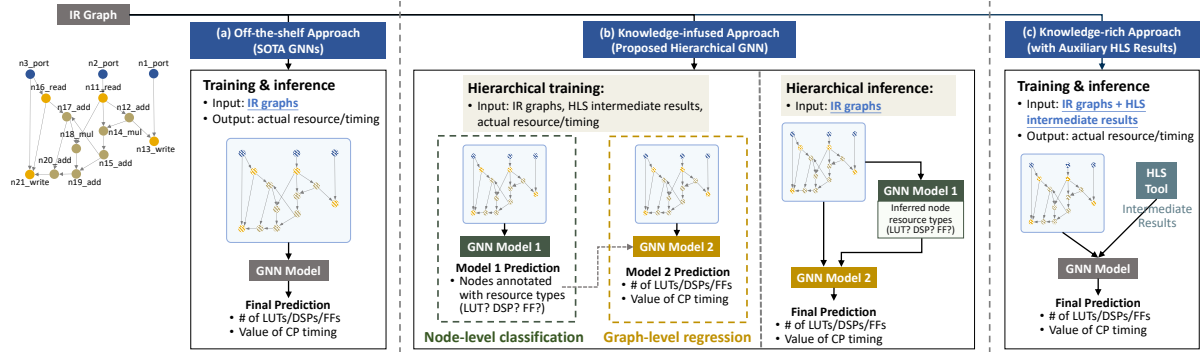 IR Graph
n3_port
n2_port
n1_port
n16_read
n11_read
n17_add
n12_add
n18_mul
n14_mul
n13_write
n20_add
n15_add
n21_write
n19_add
(a) Off-the-shelf Approach
(SOTA GNNs)
Training & inference
• Input: IR graphs
• Output: actual resource/timing
GNN Model
Final Prediction
• # of LUTs/DSPs/FFs
• Value of CP timing
(b) Knowledge-infused Approach
(Proposed Hierarchical GNN)
Hierarchical training:
• Input: IR graphs, HLS intermediate results,
actual resource/timing
GNN Model 1
Model 1 Prediction
• Nodes annotated
with resource types
(LUT? DSP? FF?)
Node-level classification
GNN Model 2
Model 2 Prediction
• # of LUTs/DSPs/FFs
• Value of CP timing
Graph-level regression
Hierarchical inference:
• Input: IR graphs
GNN Model 1
Inferred node
resource types
(LUT? DSP? FF?)
GNN Model 2
Final Prediction
• # of LUTs/DSPs/FFs
• Value of CP timing
(c) Knowledge-rich Approach
(with Auxiliary HLS Results)
Training & inference
• Input: IR graphs + HLS
intermediate results
• Output: actual resource/timing
HLS
Tool
Intermediate
Results
GNN Model
Final Prediction
• # of LUTs/DSPs/FFs
• Value of CP timing